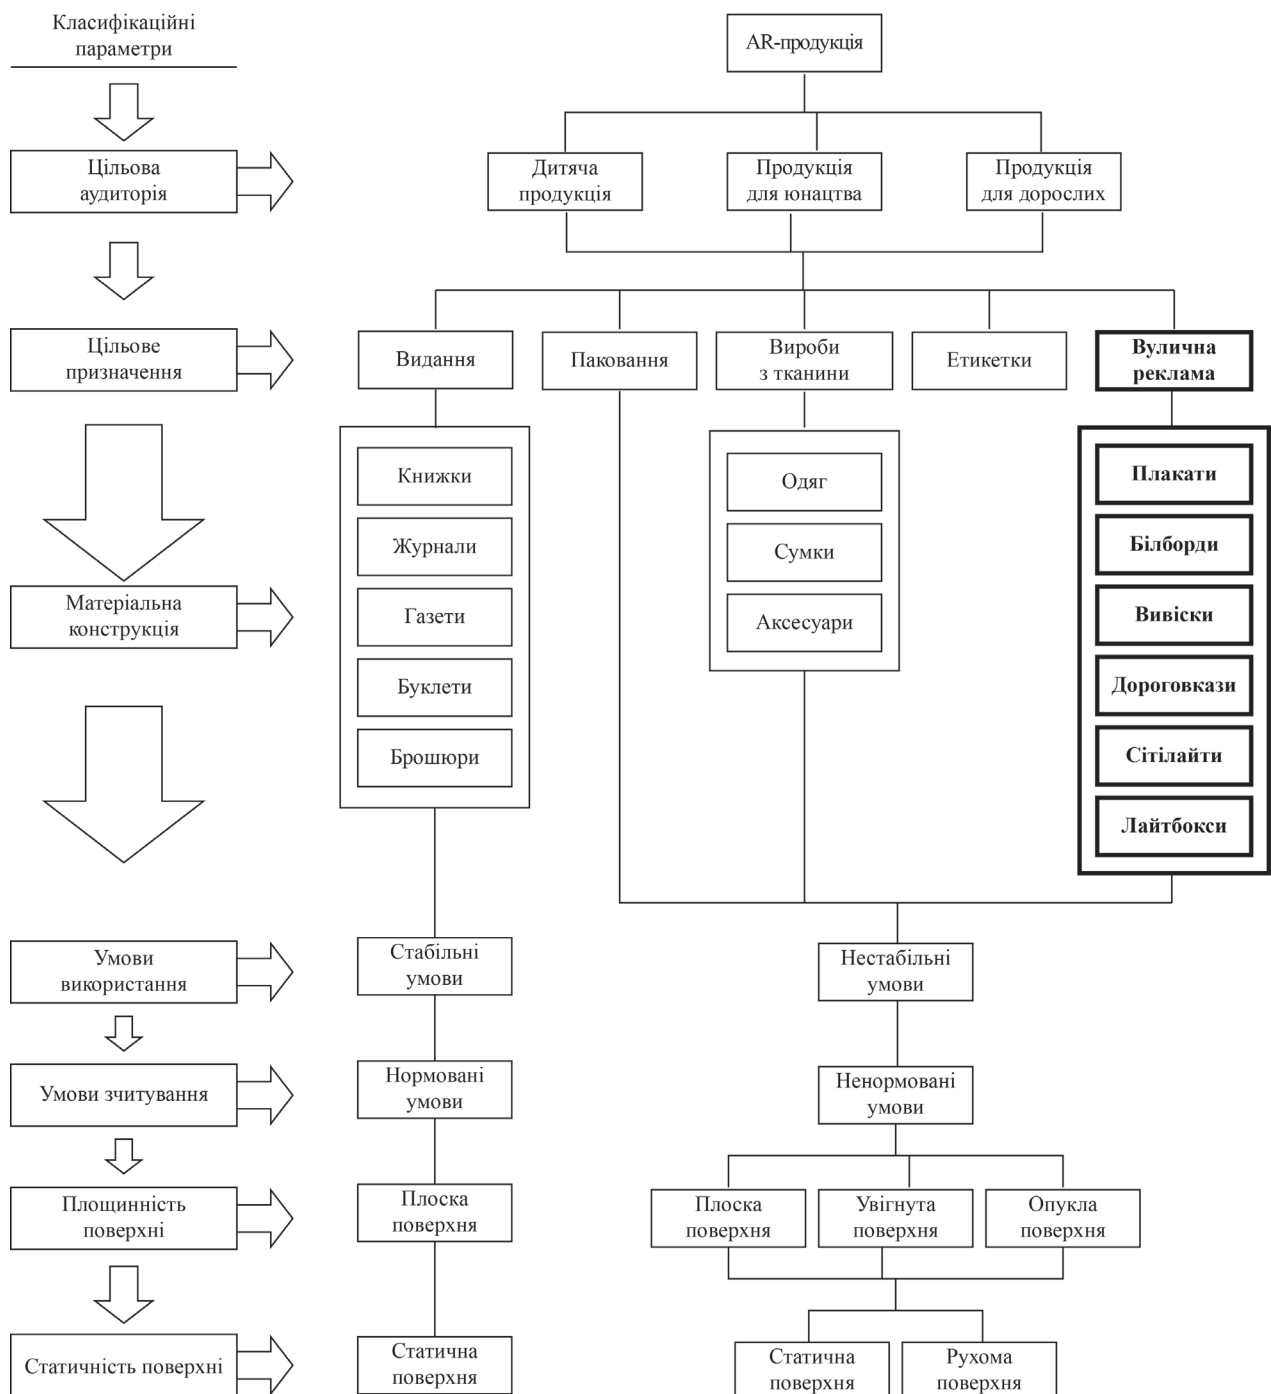 Класифікаційні
параметри
AR-продукція
Цільова
аудиторія
Дитяча
продукція
Продукція
для юнацтва
Продукція
для дорослих
Цільове
призначення
Видання
Паковання
Вироби
з тканини
Етикетки
Вулична
реклама
Матеріальна
конструкція
Книжки
Журнали
Газети
Буклети
Брошюри
Одяг
Сумки
Аксесуари
Плакати
Білборди
Вивіски
Дороговкази
Сітілайти
Лайтбокси
Умови
використання
Стабільні
умови
Нестабільні
умови
Умови зчитування
Нормовані
умови
Ненормовані
умови
Площинність
поверхні
Плоска
поверхня
Плоска
поверхня
Увігнута
поверхня
Опукла
поверхня
Статичність поверхні
Статична
поверхня
Статична
поверхня
Рухома
поверхня